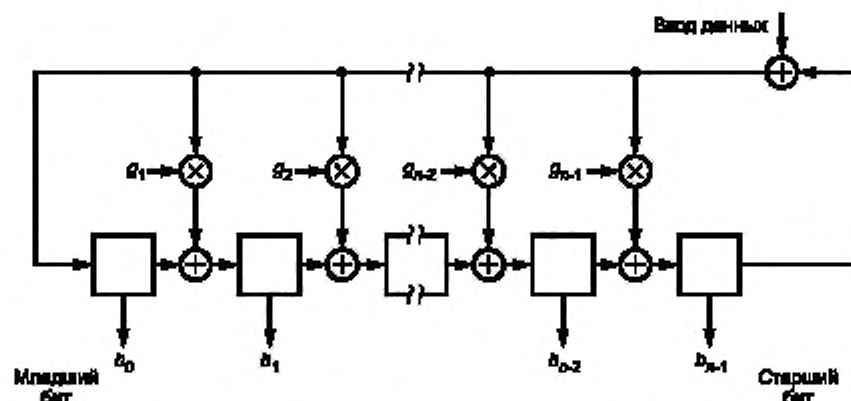 Ввод данных
g₁ g₂ gₙ₋₂ gₙ₋₁
b₀ b₁ bₙ₋₂ bₙ₋₁
Младший Старший
бит бит